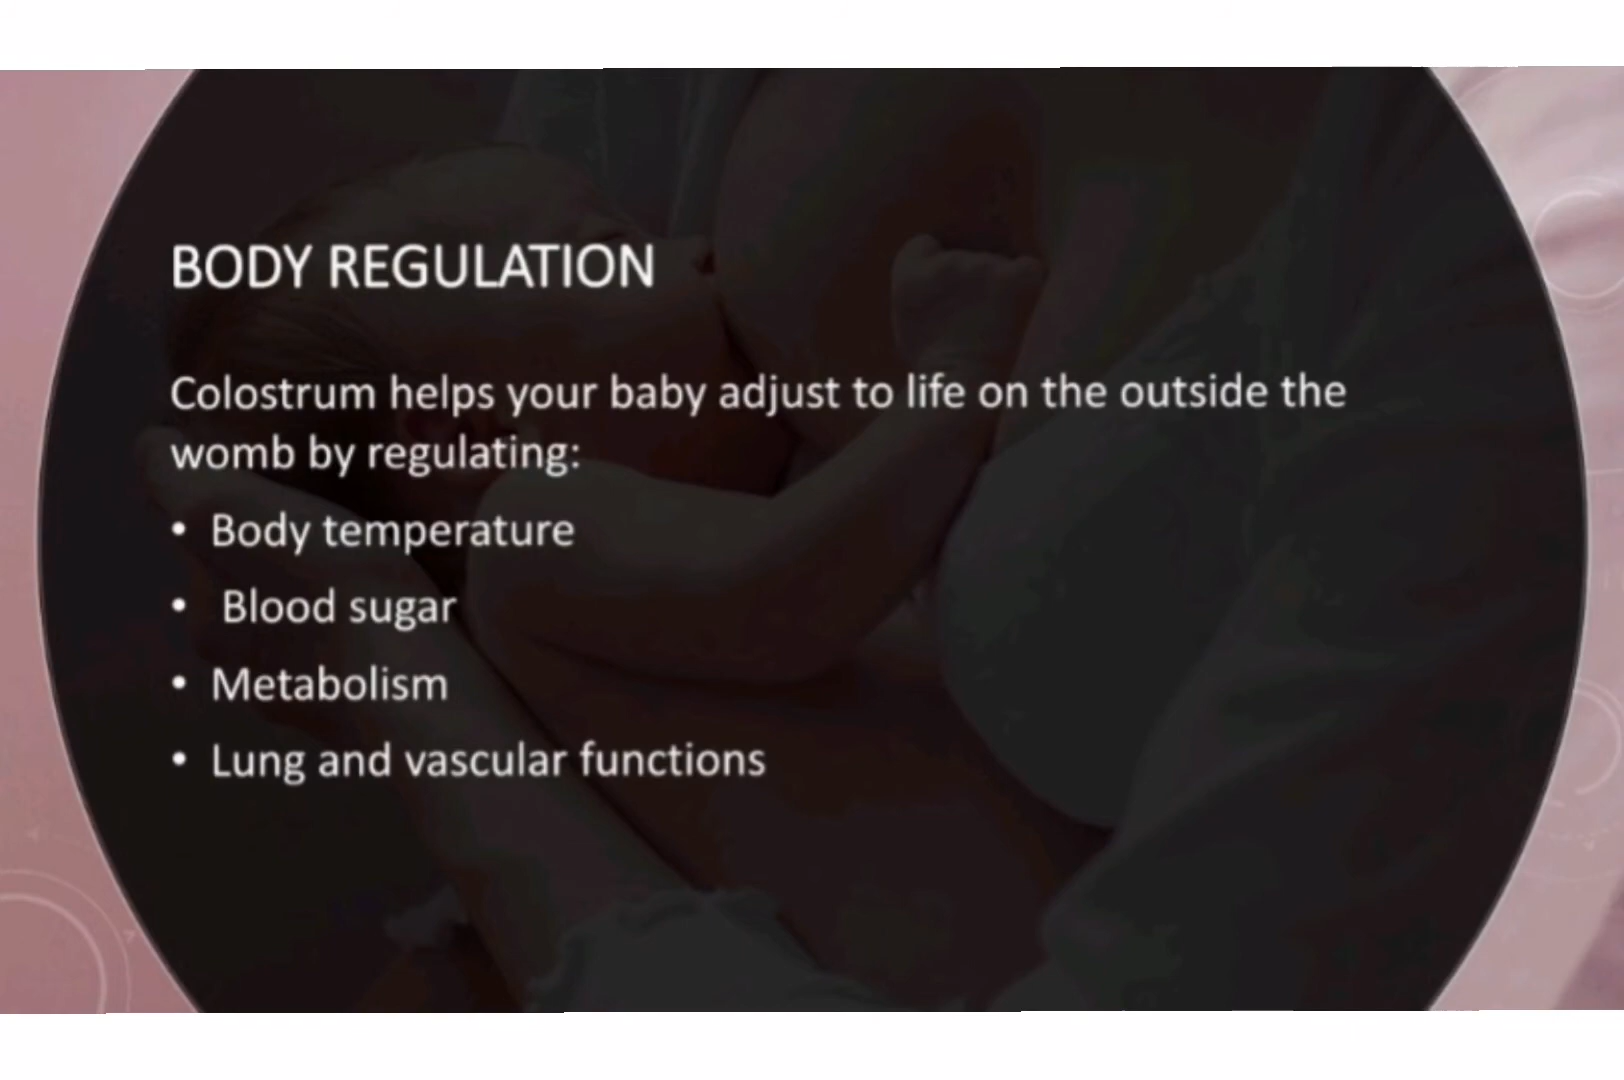 BODY REGULATION
Colostrum helps your baby adjust to life on the outside the
womb by regulating:
• Body temperature
• Blood sugar
• Metabolism
• Lung and vascular functions